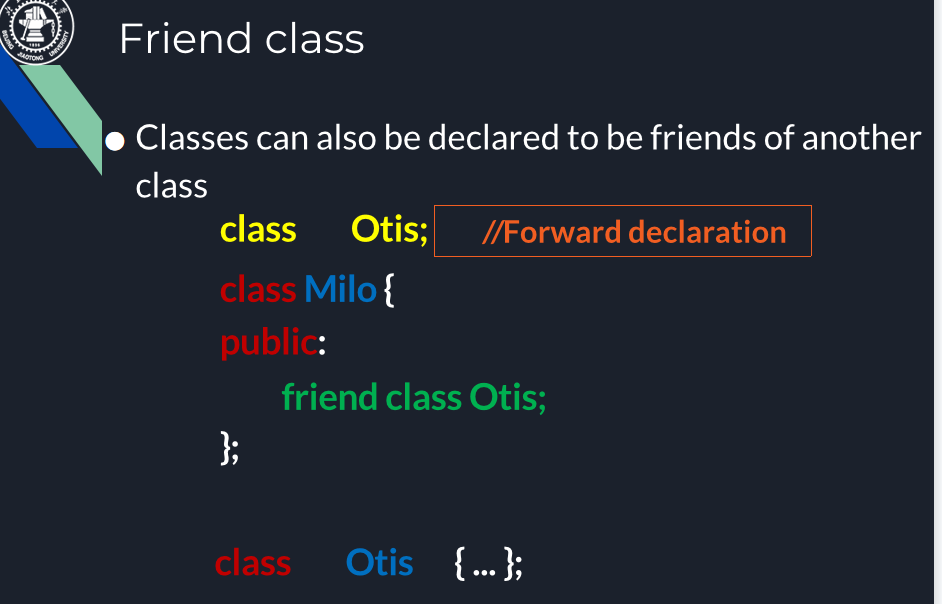 Friend class
● Classes can also be declared to be friends of another
class
class Otis; //Forward declaration
class Milo {
public:
friend class Otis;
};
class Otis { ... };